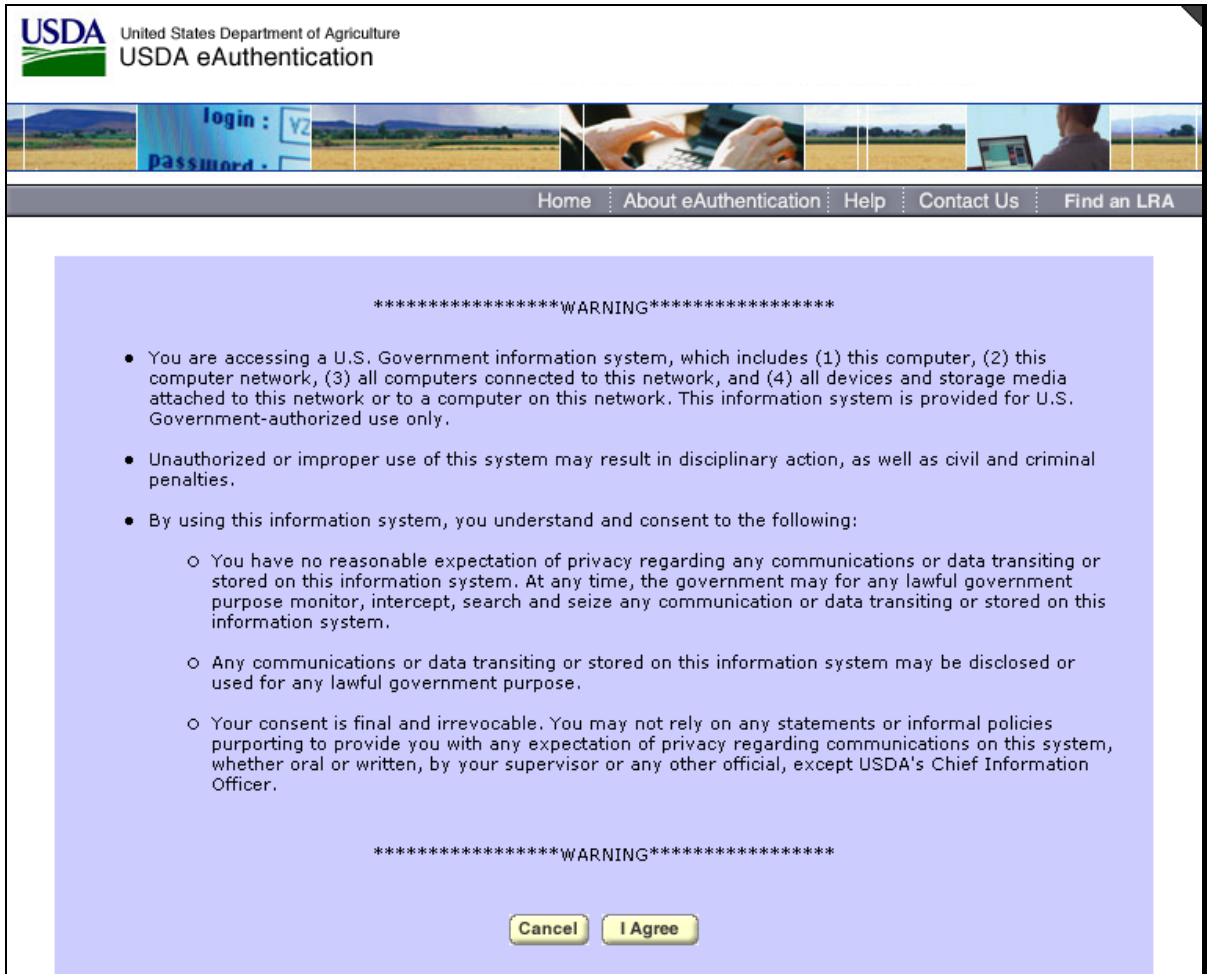 USDA
United States Department of Agriculture
USDA eAuthentication
login : YZ
password :
Home About eAuthentication Help Contact Us Find an LRA
*****************WARNING*****************
● You are accessing a U.S. Government information system, which includes (1) this computer, (2) this
computer network, (3) all computers connected to this network, and (4) all devices and storage media
attached to this network or to a computer on this network. This information system is provided for U.S.
Government-authorized use only.
● Unauthorized or improper use of this system may result in disciplinary action, as well as civil and criminal
penalties.
● By using this information system, you understand and consent to the following:
○ You have no reasonable expectation of privacy regarding any communications or data transiting or
stored on this information system. At any time, the government may for any lawful government
purpose monitor, intercept, search and seize any communication or data transiting or stored on this
information system.
○ Any communications or data transiting or stored on this information system may be disclosed or
used for any lawful government purpose.
○ Your consent is final and irrevocable. You may not rely on any statements or informal policies
purporting to provide you with any expectation of privacy regarding communications on this system,
whether oral or written, by your supervisor or any other official, except USDA's Chief Information
Officer.
*****************WARNING*****************
Cancel I Agree